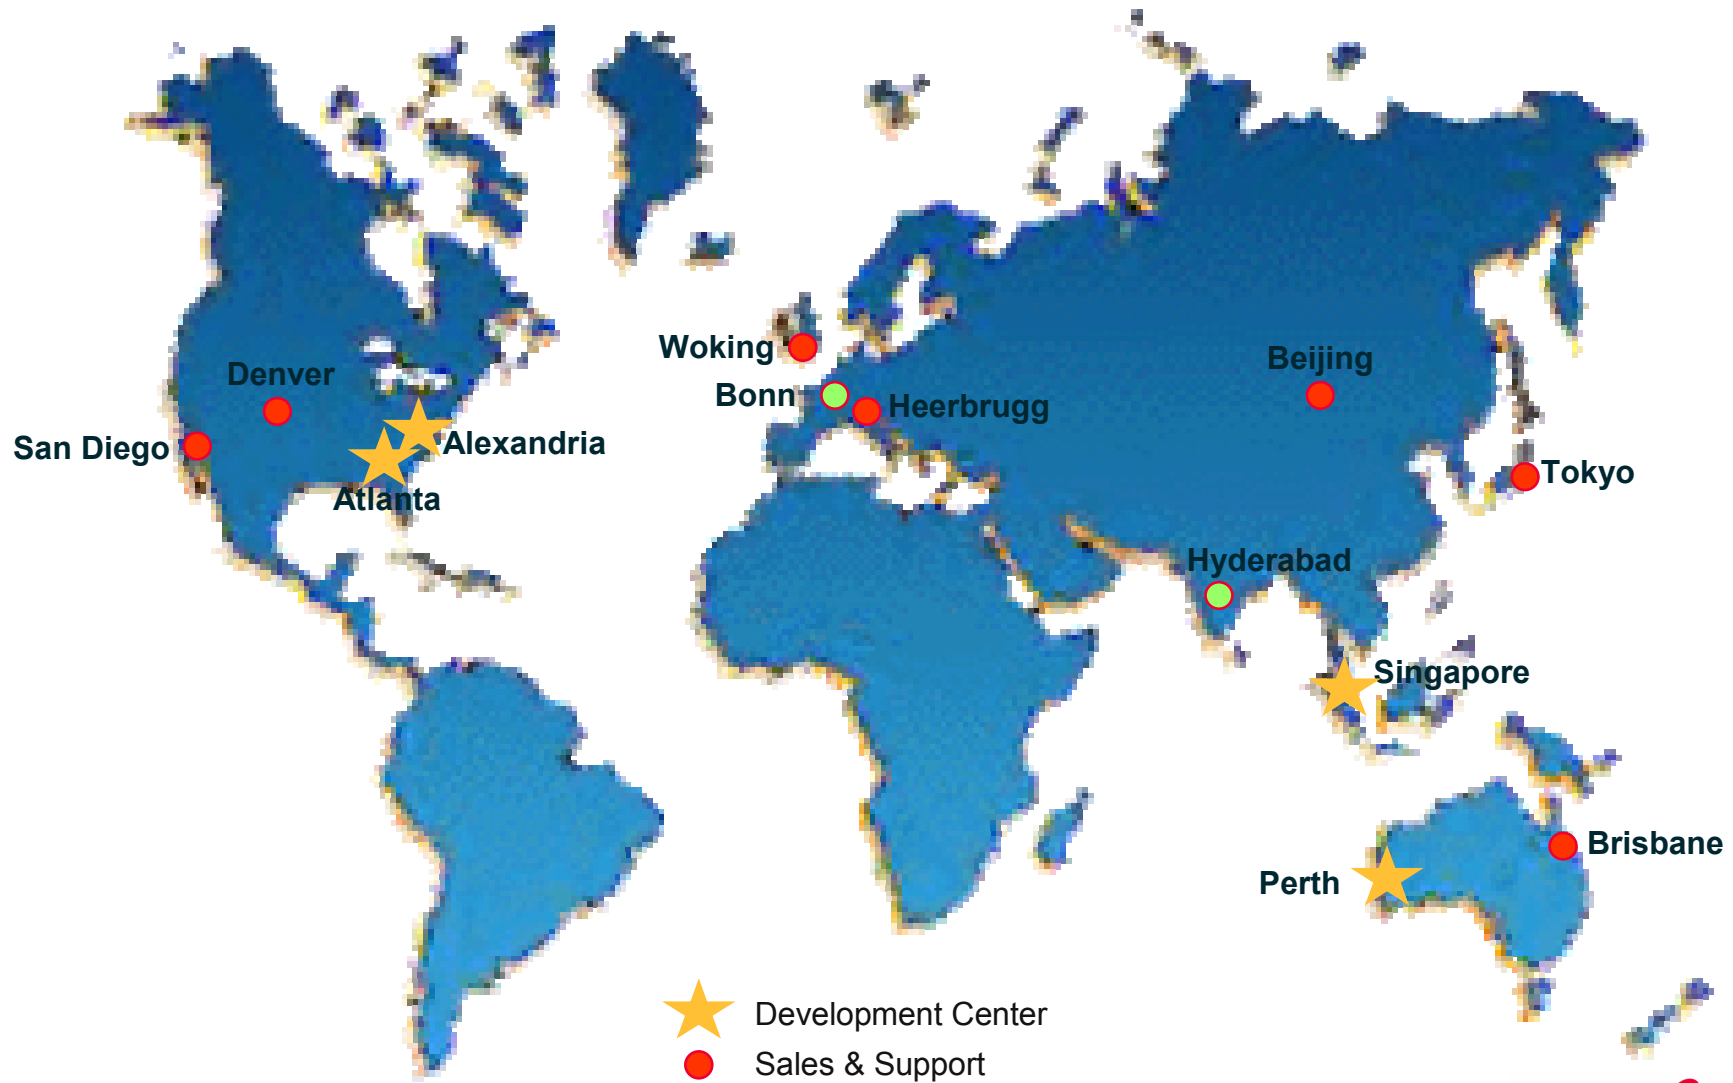 Woking
Beijing
Denver
Bonn
Heerbrugg
San Diego
Alexandria
Tokyo
Atlanta
Hyderabad
Singapore
Brisbane
Perth
Development Center
Sales & Support